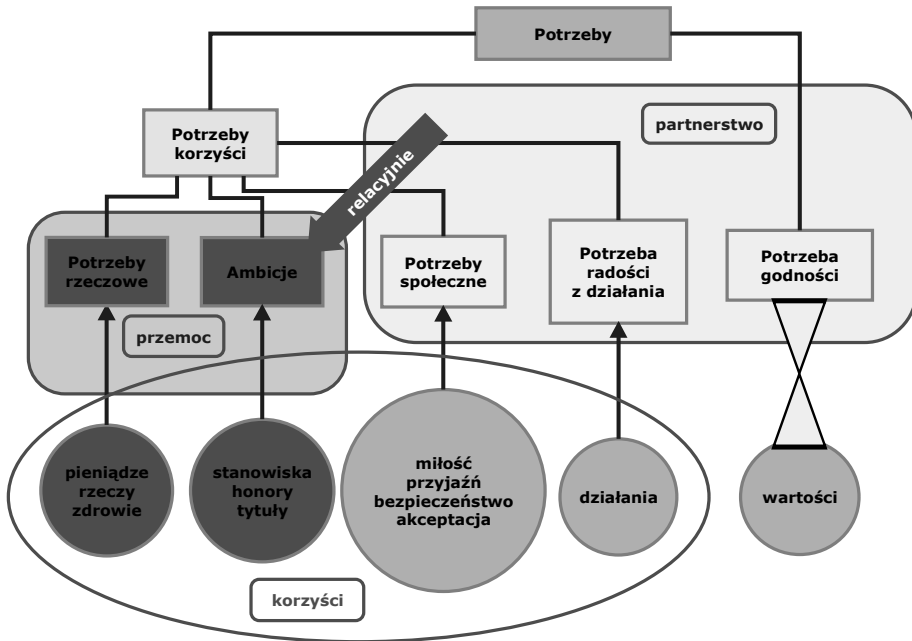 Potrzeby
partnerstwo
Potrzeby
korzyści
relacyjnie
Potrzeby
rzeczowe
Ambicje
Potrzeby
społeczne
Potrzeba
radości
z działania
Potrzeba
godności
przemoc
pieniądze
rzeczy
zdrowie
stanowiska
honory
tytuły
miłość
przyjaźń
bezpieczeństwo
akceptacja
działania
wartości
korzyści